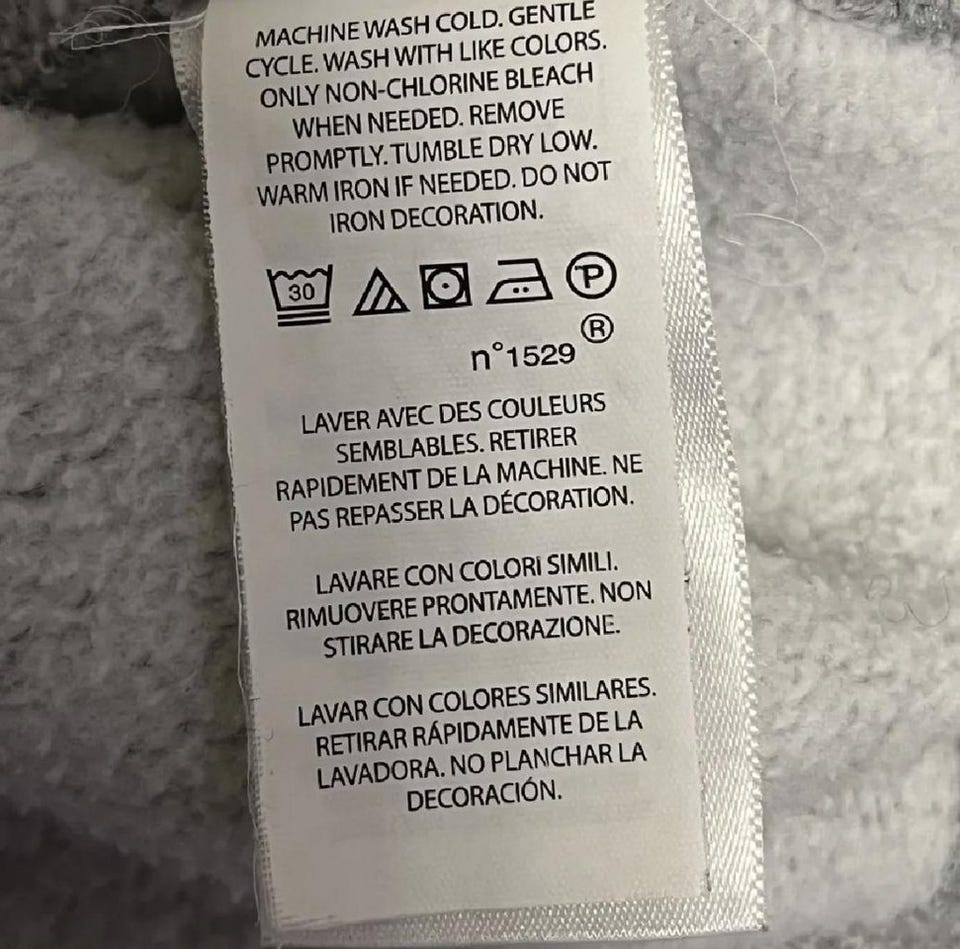 MACHINE WASH COLD. GENTLE
CYCLE. WASH WITH LIKE COLORS.
ONLY NON-CHLORINE BLEACH
WHEN NEEDED. REMOVE
PROMPTLY. TUMBLE DRY LOW.
WARM IRON IF NEEDED. DO NOT
IRON DECORATION.
30 P
n°1529 ®
LAVER AVEC DES COULEURS
SEMBLABLES. RETIRER
RAPIDEMENT DE LA MACHINE. NE
PAS REPASSER LA DÉCORATION.
LAVARE CON COLORI SIMILI.
RIMUOVERE PRONTAMENTE. NON
STIRARE LA DECORAZIONE.
LAVAR CON COLORES SIMILARES.
RETIRAR RÁPIDAMENTE DE LA
LAVADORA. NO PLANCHAR LA
DECORACIÓN.